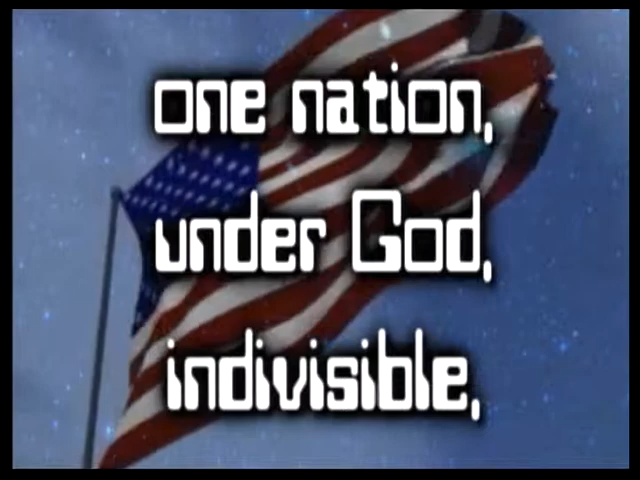 one nation,
under God,
indivisible,